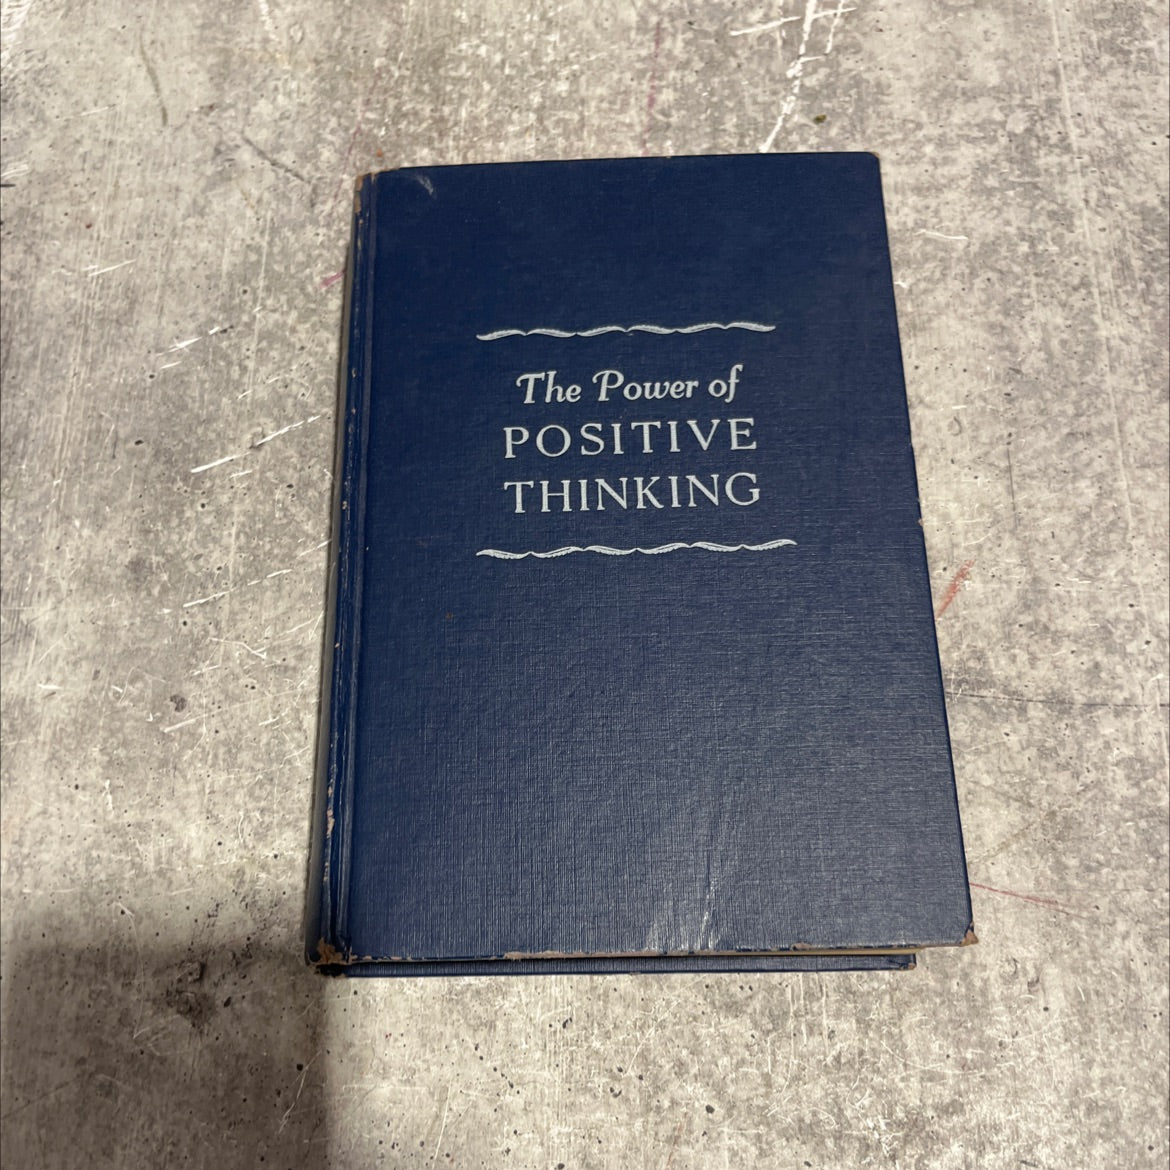 The Power of
POSITIVE
THINKING